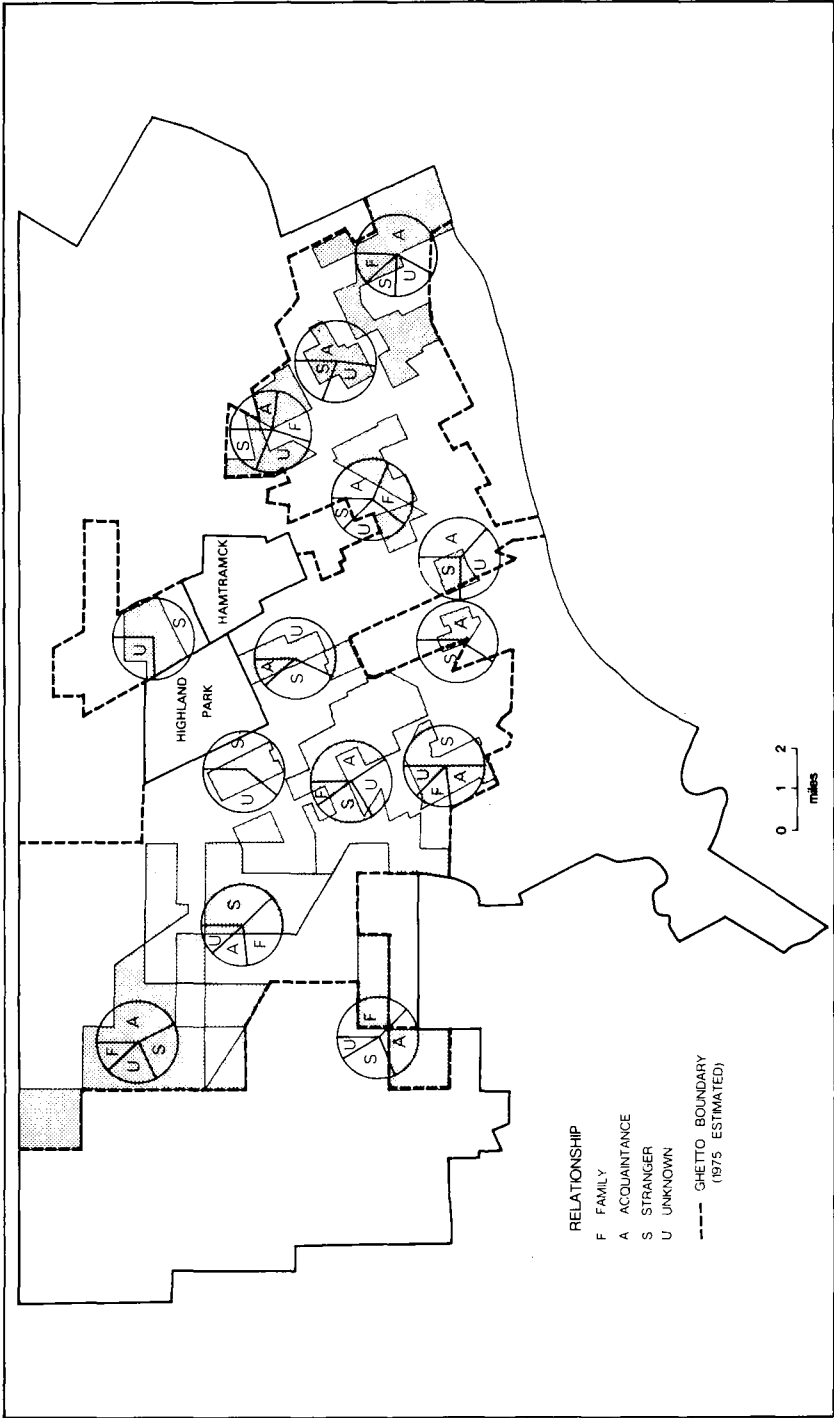 HIGHLAND
PARK
HAMTRAMCK
F
A
U
S
S
A
U
S
A
F
U
S
A
F
U
A
U
S
S
A
U
S
A
U
S
U
S
F
A
U
S
U
S
A
F
U
S
F
A
U
S
F
A
F
A
S
U
U
F
A
S
0 1 2
miles
RELATIONSHIP
F FAMILY
A ACQUAINTANCE
S STRANGER
U UNKNOWN
GHETTO BOUNDARY
(1975 ESTIMATED)